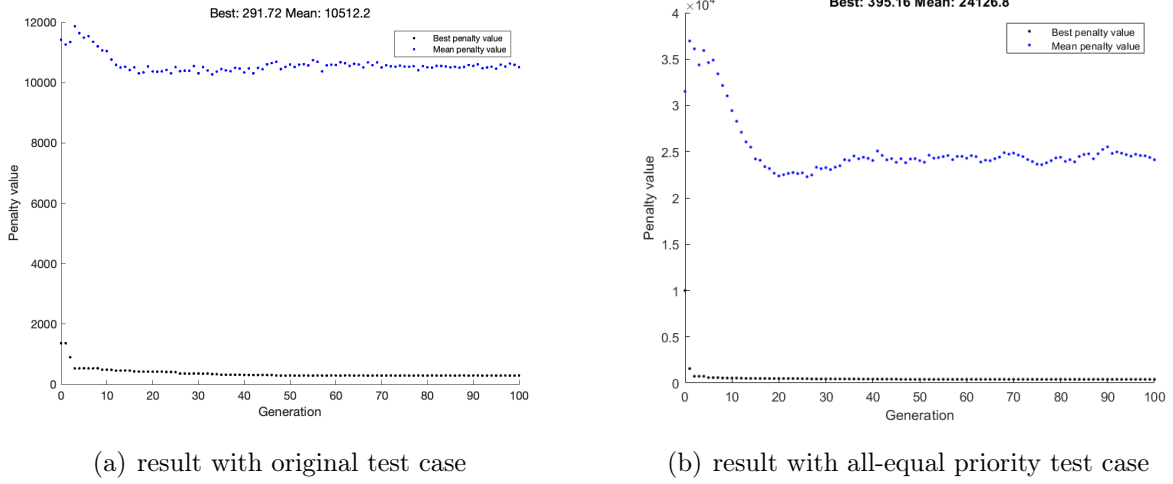 Best: 291.72 Mean: 10512.2
12000
10000
8000
6000
4000
2000
0
Penalty value
Best penalty value
Mean penalty value
0 10 20 30 40 50 60 70 80 90 100
Generation
(a) result with original test case
Best: 395.16 Mean: 24126.8
×10⁴
4
3.5
3
2.5
2
1.5
1
0.5
0
Penalty value
Best penalty value
Mean penalty value
0 10 20 30 40 50 60 70 80 90 100
Generation
(b) result with all-equal priority test case